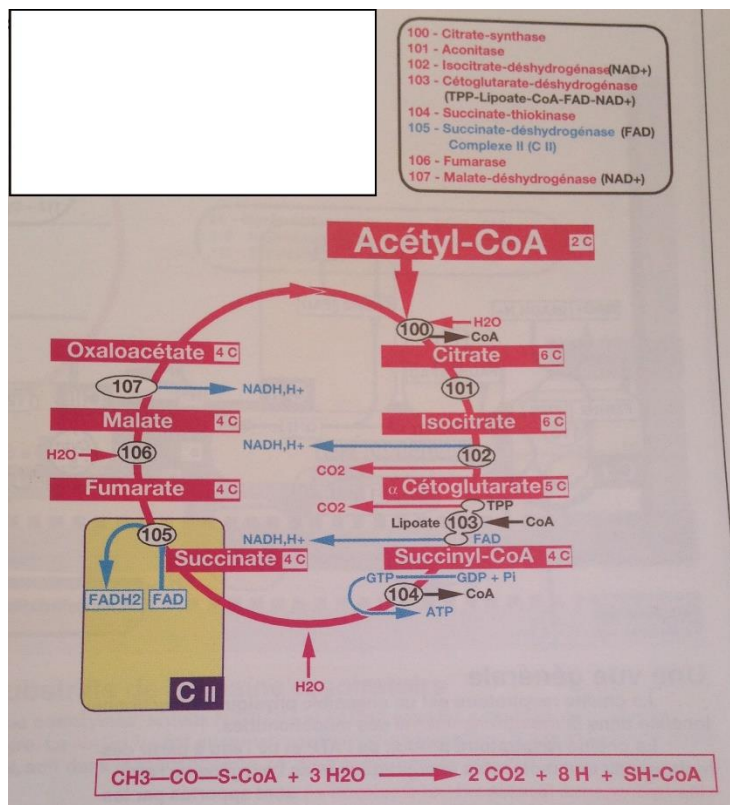 100 - Citrate-synthase
101 - Aconitase
102 - Isocitrate-déshydrogénase(NAD+)
103 - Cétoglutarate-déshydrogénase
(TPP-Lipoate-CoA-FAD-NAD+)
104 - Succinate-thiokinase
105 - Succinate-déshydrogénase (FAD)
Complexe II (C II)
106 - Fumarase
107 - Malate-déshydrogénase (NAD+)
Acétyl-CoA 2 C
100
H2O
CoA
Oxaloacétate 4 C
Citrate 6 C
107
NADH,H+
101
Malate 4 C
Isocitrate 6 C
H2O
106
NADH,H+
102
CO2
Fumarate 4 C
α Cétoglutarate 5 C
CO2
TPP
Lipoate
103
CoA
105
NADH,H+
FAD
Succinate 4 C
Succinyl-CoA 4 C
GTP
GDP + Pi
FADH2
FAD
104
CoA
ATP
C II
H2O
Une vue générale
CH3—CO—S-CoA + 3 H2O 2 CO2 + 8 H + SH-CoA